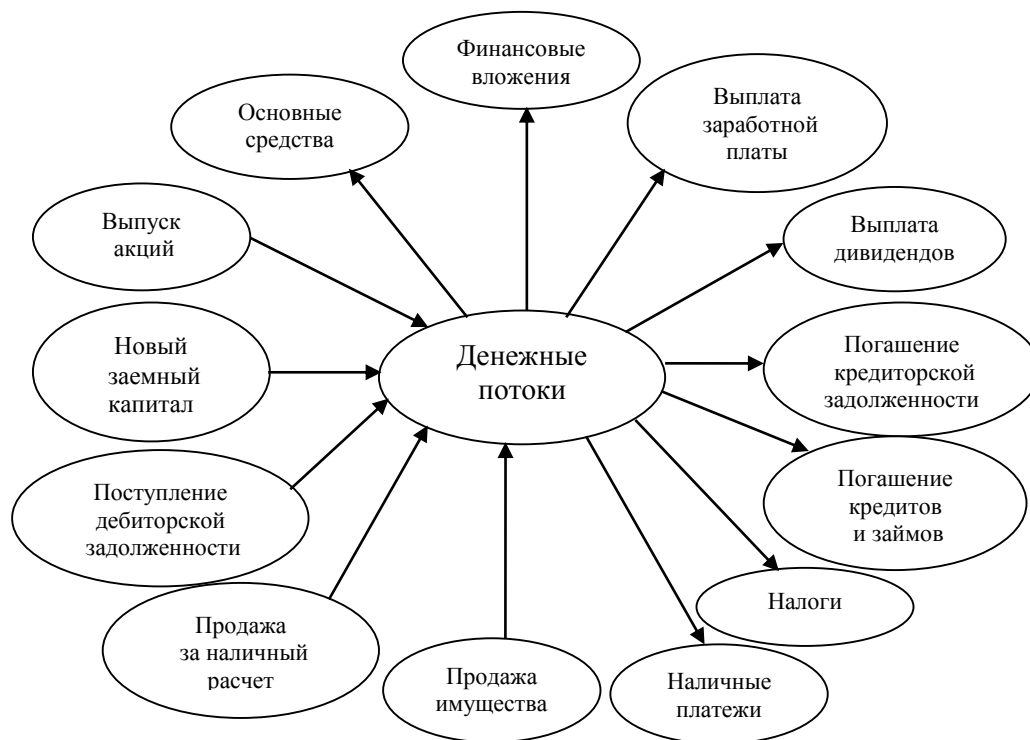 Финансовые
вложения
Основные
средства
Выплата
заработной
платы
Выпуск
акций
Выплата
дивидендов
Новый
заемный
капитал
Денежные
потоки
Погашение
кредиторской
задолженности
Поступление
дебиторской
задолженности
Погашение
кредитов
и займов
Продажа
за наличный
расчет
Продажа
имущества
Налоги
Наличные
платежи